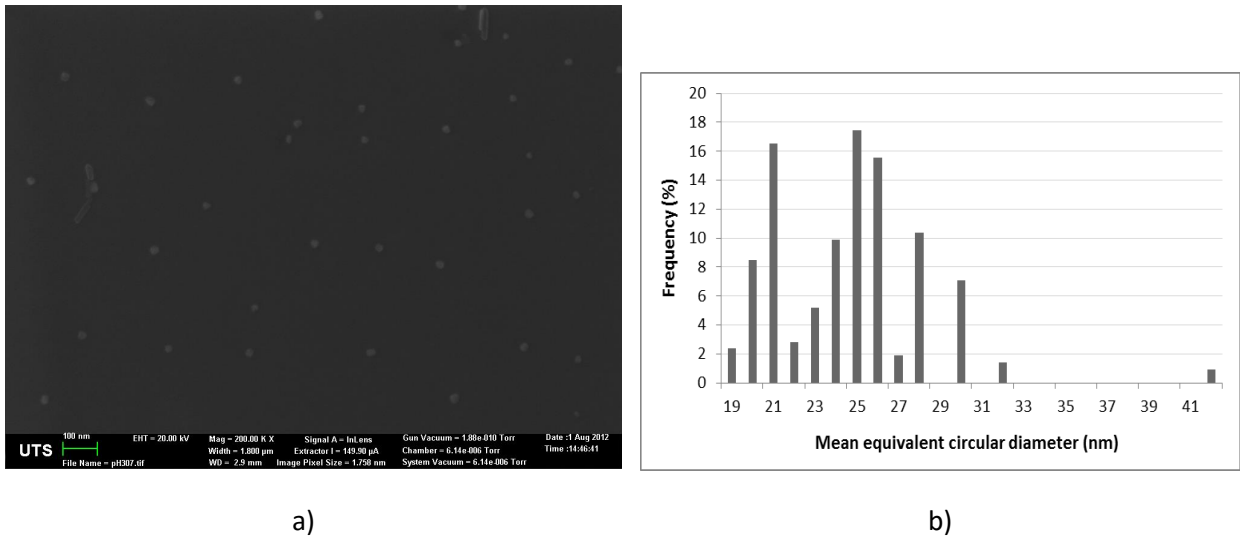 UTS
100 nm
EHT = 20.00 kV
Mag = 200.00 K X
Signal A = InLens
Gun Vacuum = 1.88e-010 Torr
Date :1 Aug 2012
Width = 1.800 µm
Extractor I = 149.90 µA
Chamber = 6.14e-006 Torr
Time :14:46:41
File Name = pH307.tif
WD = 2.9 mm
Image Pixel Size = 1.758 nm
System Vacuum = 6.14e-006 Torr
a)
Frequency (%)
20
18
16
14
12
10
8
6
4
2
0
19 21 23 25 27 29 31 33 35 37 39 41
Mean equivalent circular diameter (nm)
b)